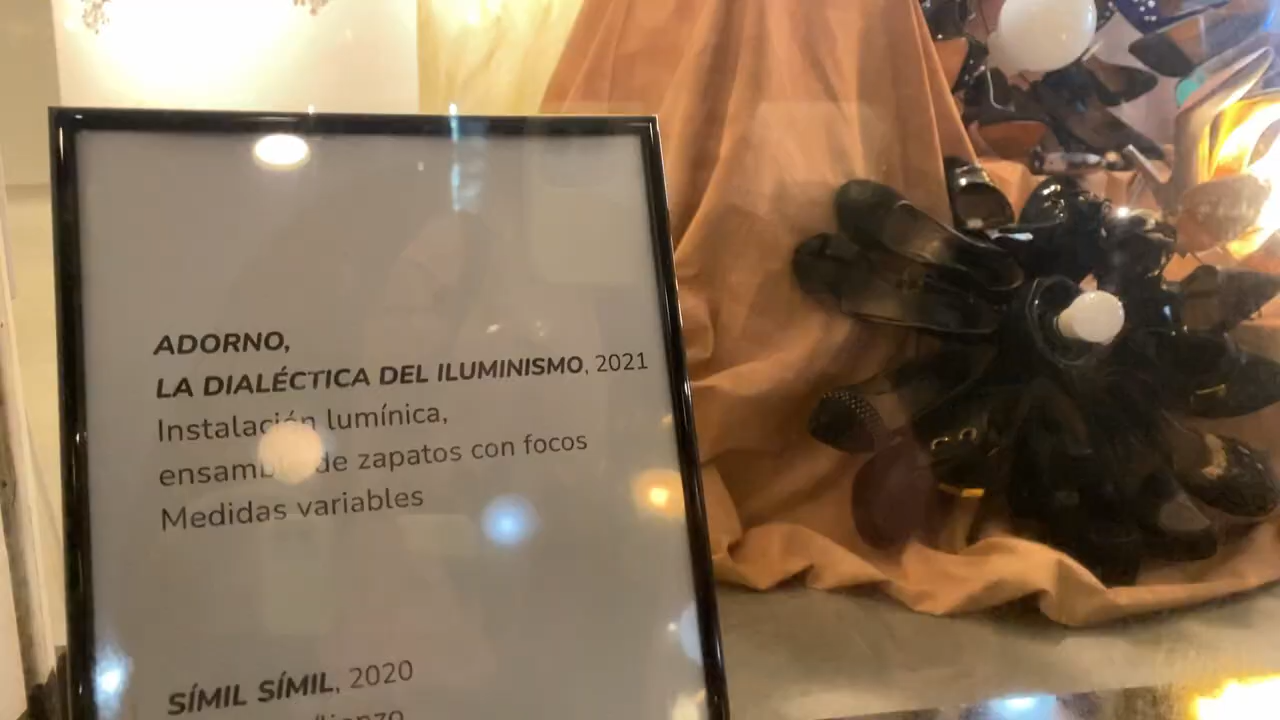 ADORNO,
LA DIALÉCTICA DEL ILUMINISMO, 2021
Instalación lumínica,
de zapatos con focos
Medidas variables
SÍMIL SÍMIL, 2020